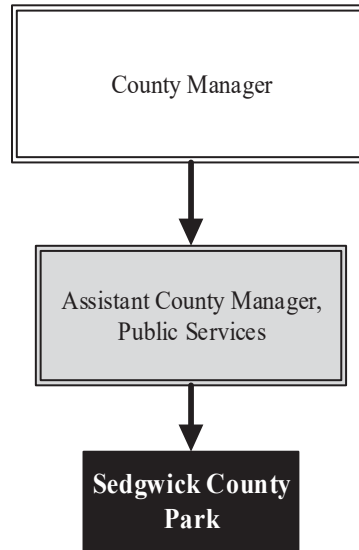 County Manager
Assistant County Manager,
Public Services
Sedgwick County
Park